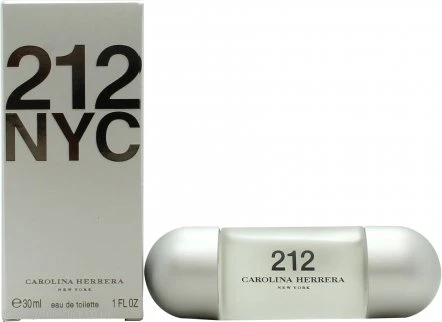 212
NYC
CAROLINA HERRERA
NEW YORK
℮30ml eau de toilette 1 FL OZ
212
CAROLINA HERRERA
NEW YORK